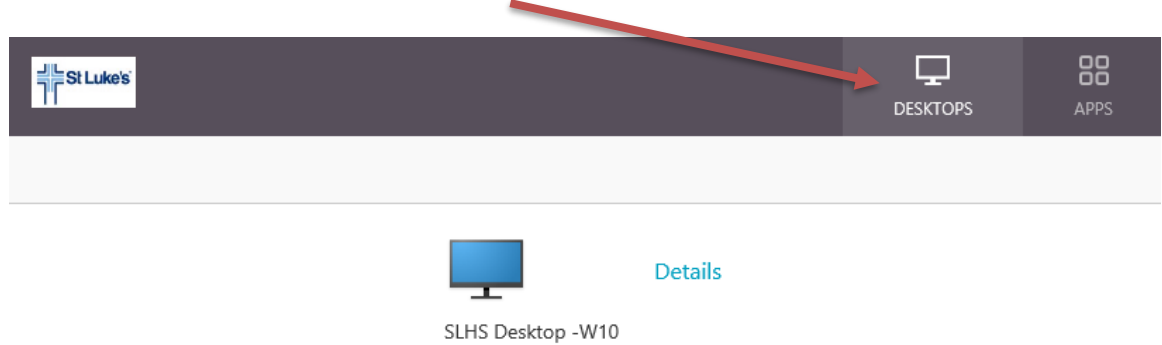 St Luke's
DESKTOPS
APPS
Details
SLHS Desktop -W10